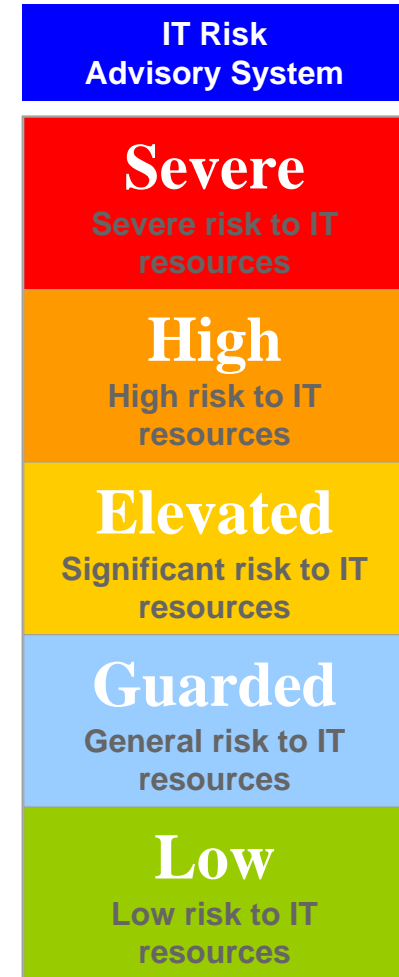 IT Risk
Advisory System
Severe
Severe risk to IT
resources
High
High risk to IT
resources
Elevated
Significant risk to IT
resources
Guarded
General risk to IT
resources
Low
Low risk to IT
resources